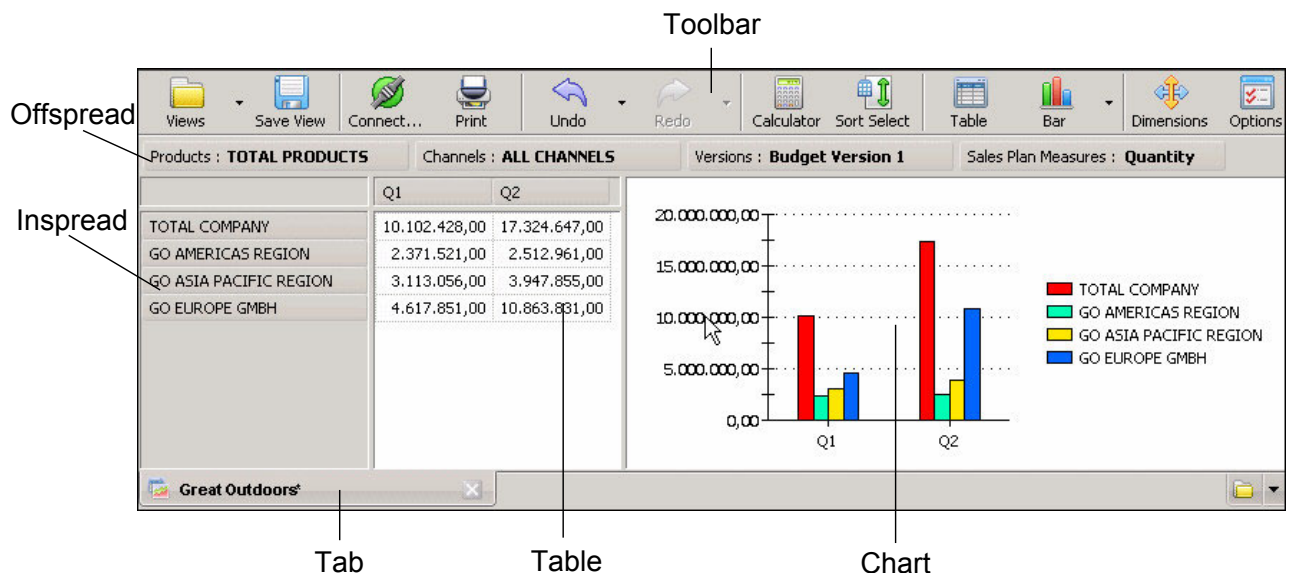 Toolbar
Offspread
Views Save View Connect... Print Undo Redo Calculator Sort Select Table Bar Dimensions Options
Products : TOTAL PRODUCTS Channels : ALL CHANNELS Versions : Budget Version 1 Sales Plan Measures : Quantity
Inspread
Q1 Q2
TOTAL COMPANY 10.102.428,00 17.324.647,00
GO AMERICAS REGION 2.371.521,00 2.512.961,00
GO ASIA PACIFIC REGION 3.113.056,00 3.947.855,00
GO EUROPE GMBH 4.617.851,00 10.863.831,00
20.000.000,00
15.000.000,00
10.000.000,00
5.000.000,00
0,00
Q1 Q2
TOTAL COMPANY
GO AMERICAS REGION
GO ASIA PACIFIC REGION
GO EUROPE GMBH
Great Outdoors*
Tab Table Chart